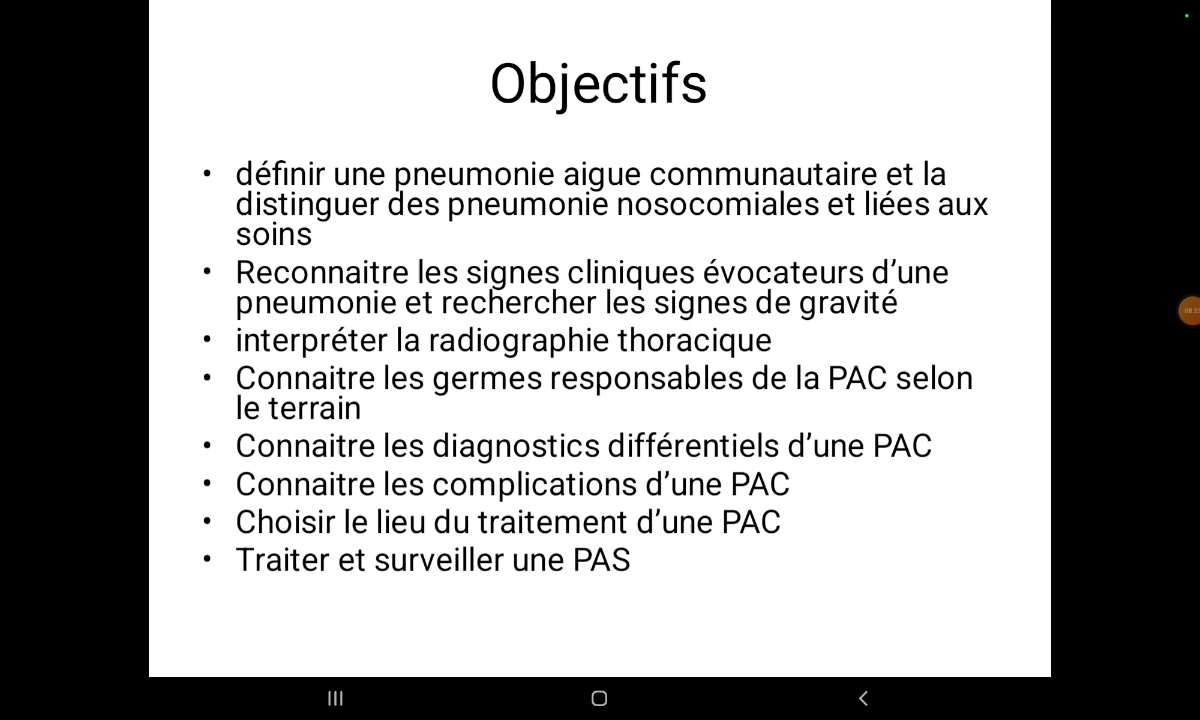 Objectifs
• définir une pneumonie aigue communautaire et la
distinguer des pneumonie nosocomiales et liées aux
soins
• Reconnaitre les signes cliniques évocateurs d’une
pneumonie et rechercher les signes de gravité
• interpréter la radiographie thoracique
• Connaitre les germes responsables de la PAC selon
le terrain
• Connaitre les diagnostics différentiels d’une PAC
• Connaitre les complications d’une PAC
• Choisir le lieu du traitement d’une PAC
• Traiter et surveiller une PAS